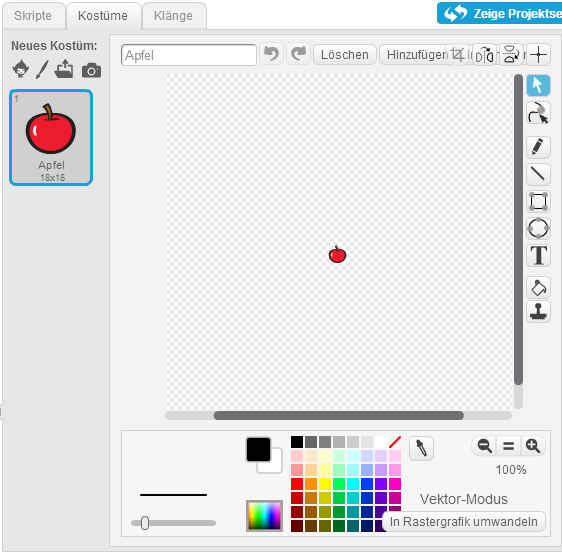 Skripte Kostüme Klänge Zeige Projektse
Neues Kostüm:
Apfel Löschen Hinzufügen
1
Apfel
18x18
T
100%
Vektor-Modus
In Rastergrafik umwandeln